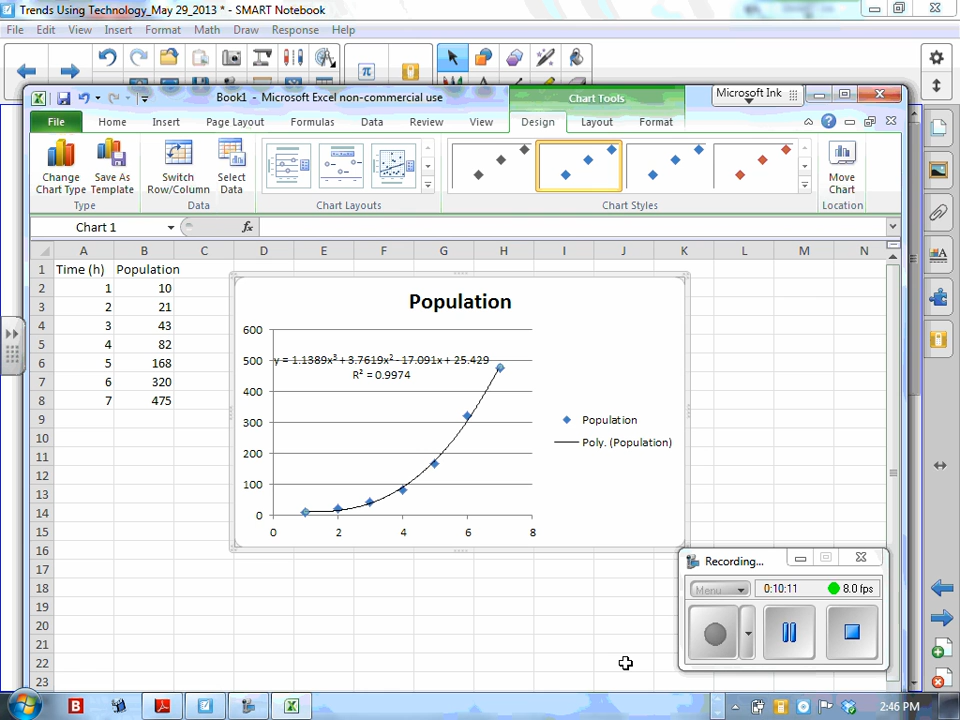 Trends Using Technology_May 29_2013 * - SMART Notebook
File Edit View Insert Format Math Draw Response Help
Book1 - Microsoft Excel non-commercial use
Chart Tools
Microsoft Ink
File Home Insert Page Layout Formulas Data Review View Design Layout Format
Change Chart Type
Save As Template
Switch Row/Column
Select Data
Move Chart
Type Data Chart Layouts Chart Styles Location
Chart 1 fx
A B C D E F G H I J K L M N
1 Time (h) Population
2 1 10
3 2 21
4 3 43
5 4 82
6 5 168
7 6 320
8 7 475
9
10
11
12
13
14
15
16
17
18
19
20
21
22
23
Population
600
500
400
300
200
100
0
y = 1.1389x³ + 3.7619x² - 17.091x + 25.429
R² = 0.9974
0 2 4 6 8
Population
Poly. (Population)
Recording...
Menu 0:10:11 8.0 fps
B
2:46 PM